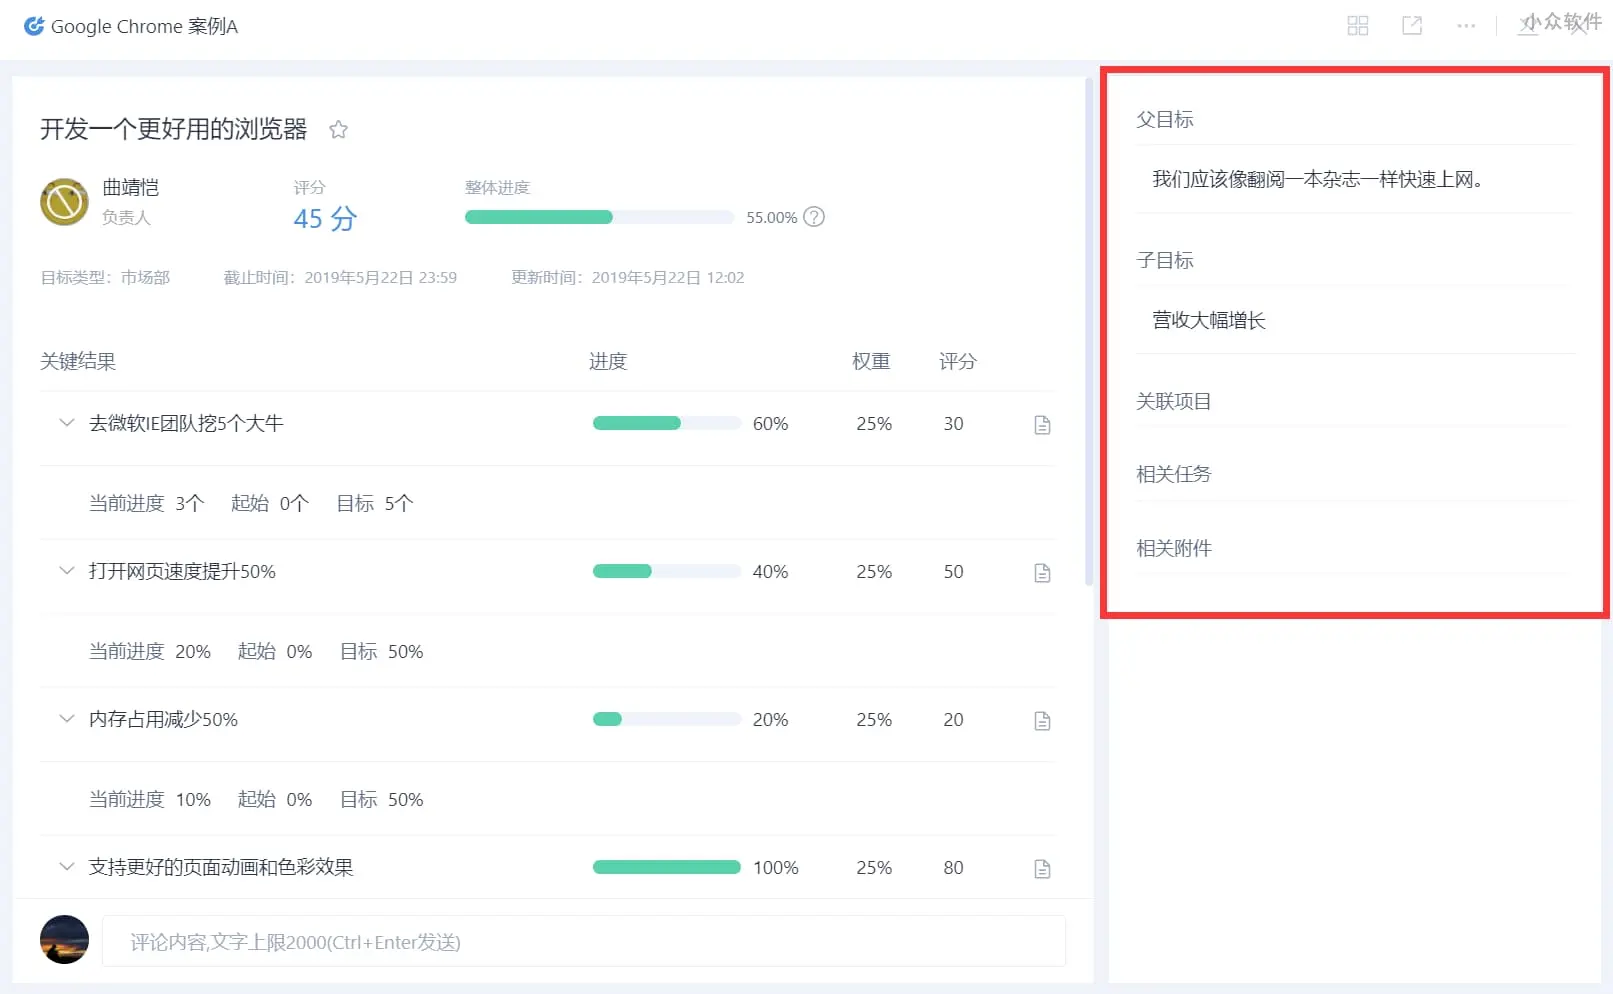 Google Chrome 案例A
小众软件
开发一个更好用的浏览器
曲靖恺
负责人
评分
45 分
整体进度
55.00%
目标类型：市场部
截止时间：2019年5月22日 23:59
更新时间：2019年5月22日 12:02
关键结果 进度 权重 评分
去微软IE团队挖5个大牛 60% 25% 30
当前进度 3个 起始 0个 目标 5个
打开网页速度提升50% 40% 25% 50
当前进度 20% 起始 0% 目标 50%
内存占用减少50% 20% 25% 20
当前进度 10% 起始 0% 目标 50%
支持更好的页面动画和色彩效果 100% 25% 80
评论内容,文字上限2000(Ctrl+Enter发送)
父目标
我们应该像翻阅一本杂志一样快速上网。
子目标
营收大幅增长
关联项目
相关任务
相关附件